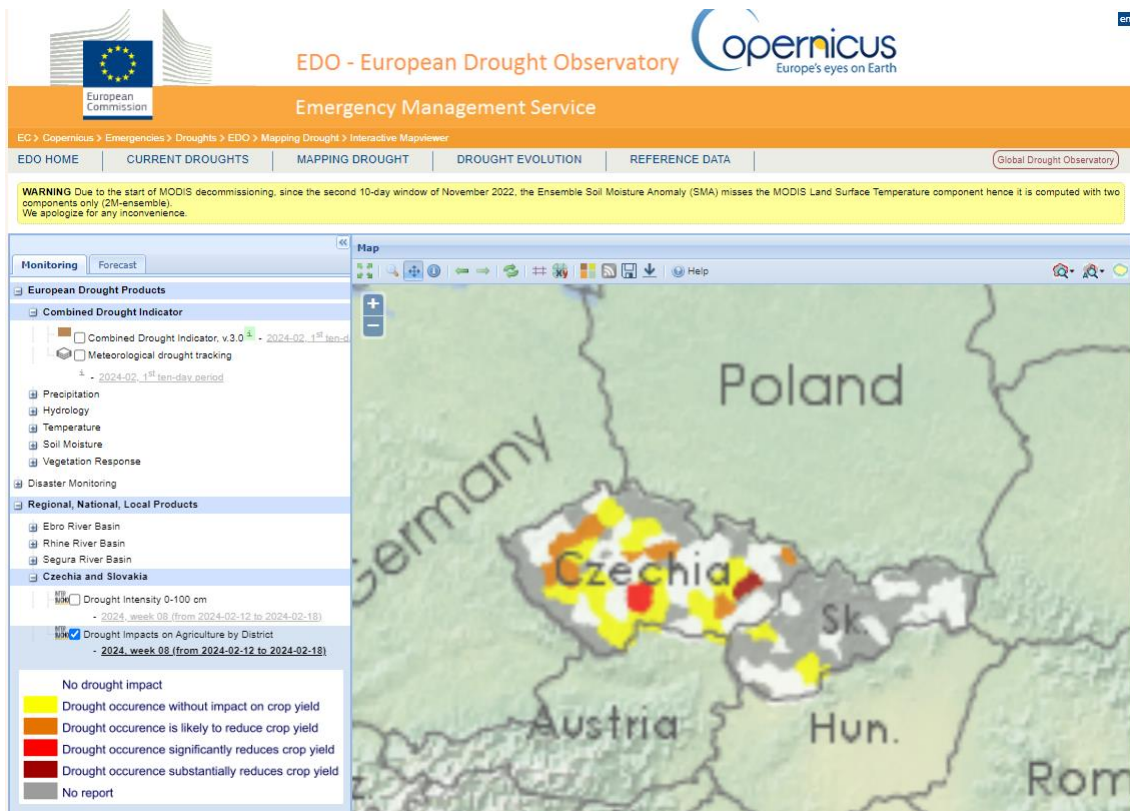 en
European
Commission
EDO - European Drought Observatory
opernicus
Europe's eyes on Earth
Emergency Management Service
EC > Copernicus > Emergencies > Droughts > EDO > Mapping Drought > Interactive Mapviewer
EDO HOME
CURRENT DROUGHTS
MAPPING DROUGHT
DROUGHT EVOLUTION
REFERENCE DATA
Global Drought Observatory
WARNING Due to the start of MODIS decommissioning, since the second 10-day window of November 2022, the Ensemble Soil Moisture Anomaly (SMA) misses the MODIS Land Surface Temperature component hence it is computed with two
components only (2M-ensemble).
We apologize for any inconvenience.
Monitoring
Forecast
European Drought Products
Combined Drought Indicator
Combined Drought Indicator, v.3.0 i - 2024-02, 1st ten-d
Meteorological drought tracking
i - 2024-02, 1st ten-day period
Precipitation
Hydrology
Temperature
Soil Moisture
Vegetation Response
Disaster Monitoring
Regional, National, Local Products
Ebro River Basin
Rhine River Basin
Segura River Basin
Czechia and Slovakia
Drought Intensity 0-100 cm
- 2024, week 08 (from 2024-02-12 to 2024-02-18)
Drought Impacts on Agriculture by District
- 2024, week 08 (from 2024-02-12 to 2024-02-18)
No drought impact
Drought occurence without impact on crop yield
Drought occurence is likely to reduce crop yield
Drought occurence significantly reduces crop yield
Drought occurence substantially reduces crop yield
No report
Map
Help
Poland
Germany
Czechia
Sk.
Austria
Hun.
Rom